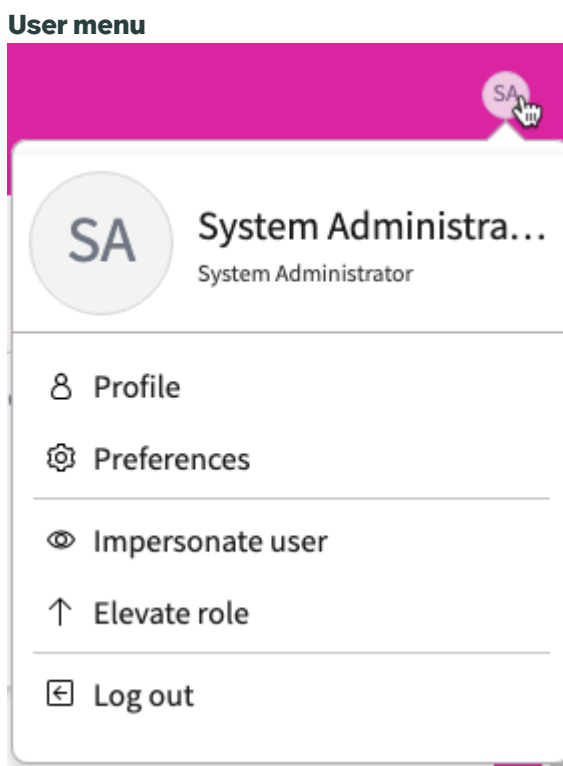 User menu
SA
SA
System Administra...
System Administrator
Profile
Preferences
Impersonate user
Elevate role
Log out